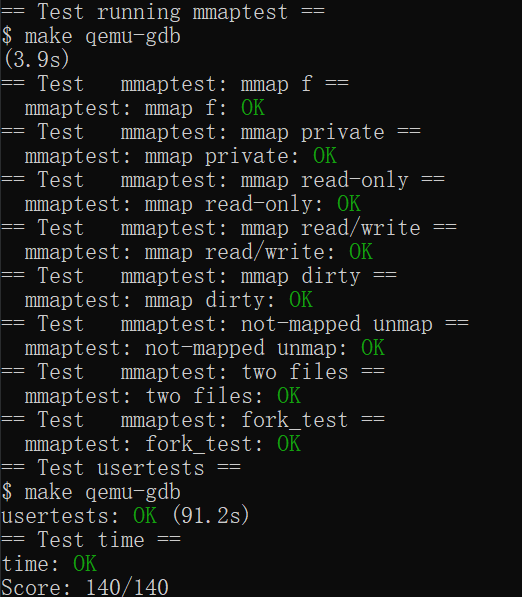 == Test running mmaptest ==
$ make qemu-gdb
(3.9s)
== Test   mmaptest: mmap f ==
  mmaptest: mmap f: OK
== Test   mmaptest: mmap private ==
  mmaptest: mmap private: OK
== Test   mmaptest: mmap read-only ==
  mmaptest: mmap read-only: OK
== Test   mmaptest: mmap read/write ==
  mmaptest: mmap read/write: OK
== Test   mmaptest: mmap dirty ==
  mmaptest: mmap dirty: OK
== Test   mmaptest: not-mapped unmap ==
  mmaptest: not-mapped unmap: OK
== Test   mmaptest: two files ==
  mmaptest: two files: OK
== Test   mmaptest: fork_test ==
  mmaptest: fork_test: OK
== Test usertests ==
$ make qemu-gdb
usertests: OK (91.2s)
== Test time ==
time: OK
Score: 140/140